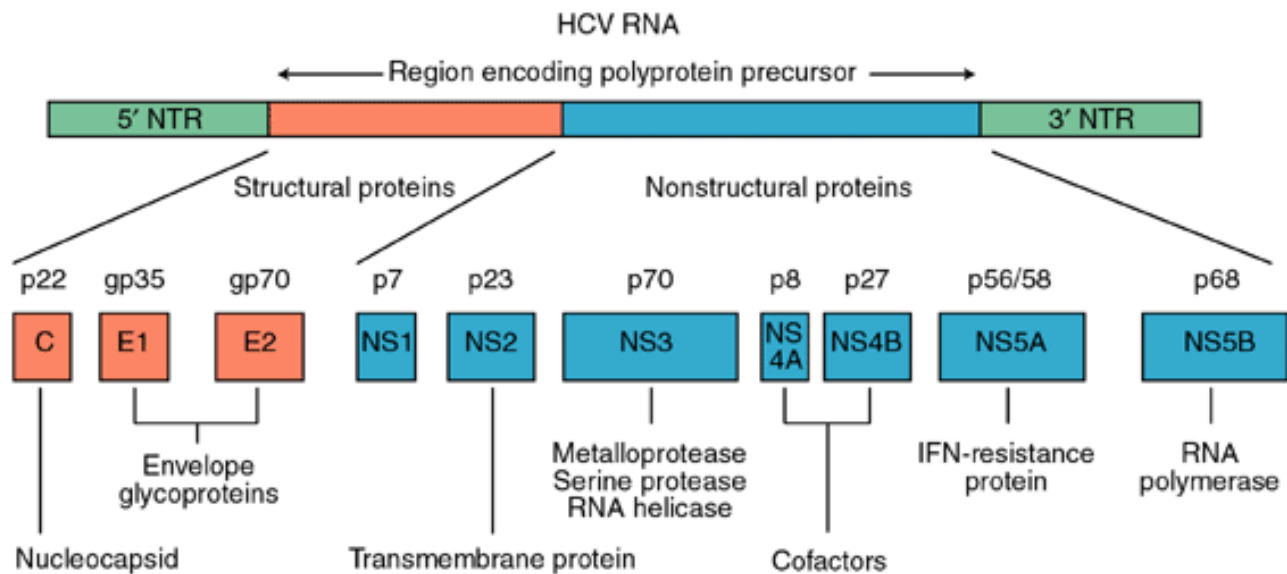 HCV RNA
Region encoding polyprotein precursor
5′ NTR 3′ NTR
Structural proteins Nonstructural proteins
p22 gp35 gp70 p7 p23 p70 p8 p27 p56/58 p68
C E1 E2 NS1 NS2 NS3 NS 4A NS4B NS5A NS5B
Envelope
glycoproteins
Metalloprotease
Serine protease
RNA helicase
IFN-resistance
protein
RNA
polymerase
Nucleocapsid Transmembrane protein Cofactors